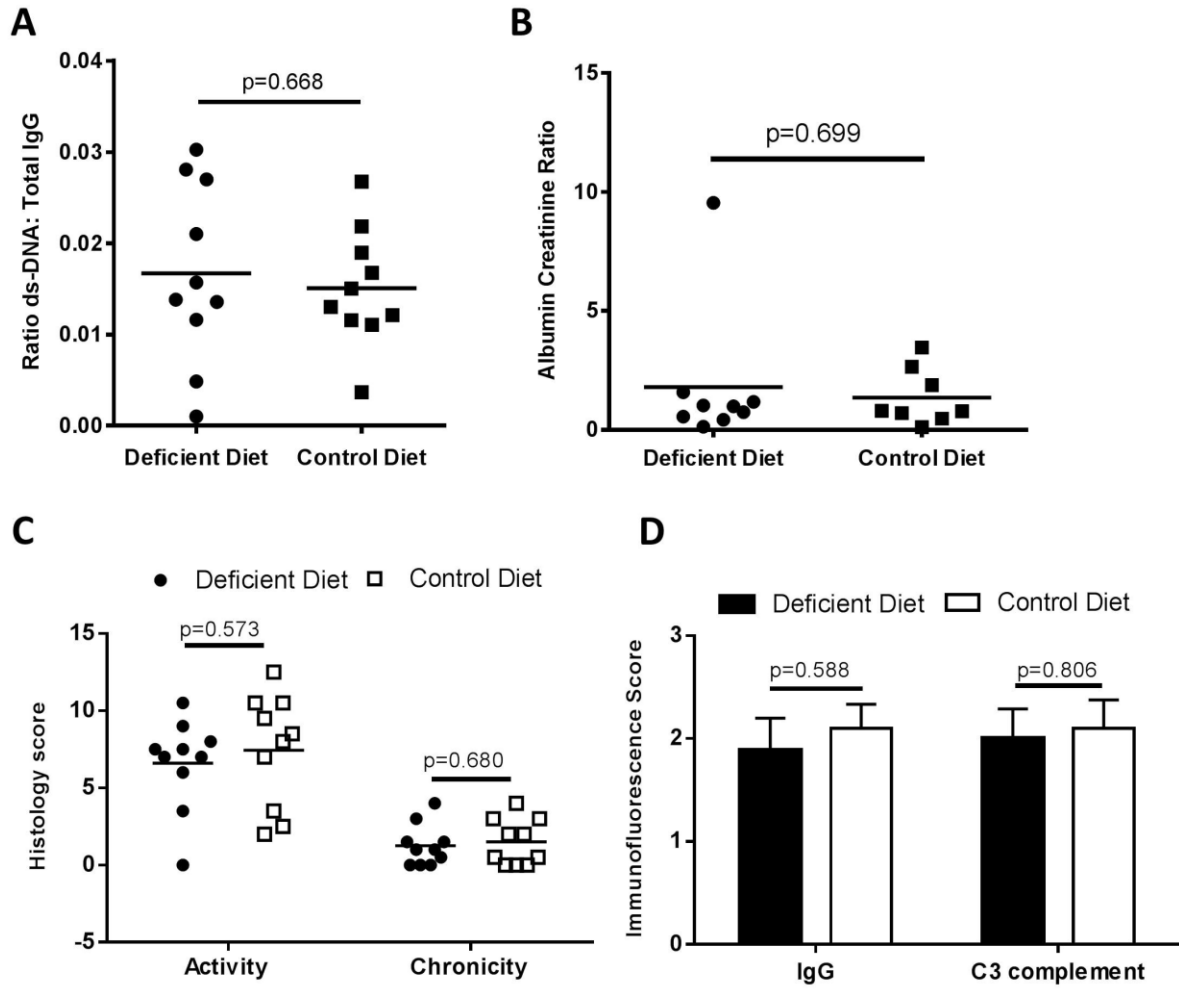 A
0.04
0.03
0.02
0.01
0.00
Ratio ds-DNA: Total IgG
p=0.668
Deficient Diet
Control Diet
B
15
10
5
0
Albumin Creatinine Ratio
p=0.699
Deficient Diet
Control Diet
C
Deficient Diet
Control Diet
15
10
5
0
-5
Histology score
p=0.573
p=0.680
Activity
Chronicity
D
Deficient Diet
Control Diet
3
2
1
0
Immunofluorescence Score
p=0.588
p=0.806
IgG
C3 complement